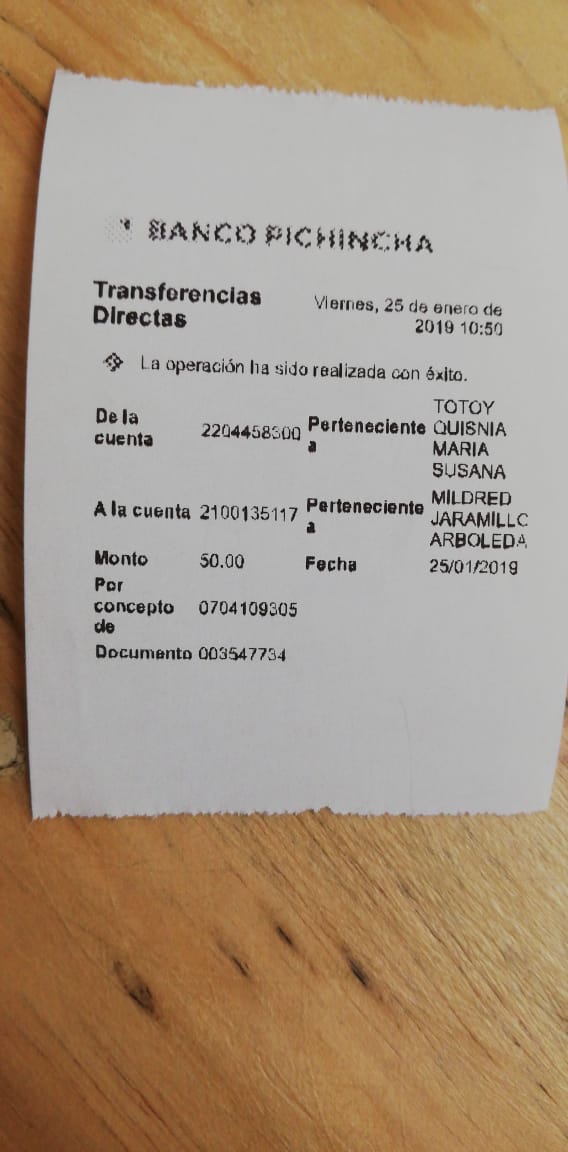 BANCO PICHINCHA
Transferencias Directas
Viernes, 25 de enero de 2019 10:50
La operación ha sido realizada con éxito.
De la cuenta 2204458300 Perteneciente a TOTOY QUISNIA MARIA SUSANA
A la cuenta 2100135117 Perteneciente a MILDRED JARAMILLO ARBOLEDA
Monto 50.00 Fecha 25/01/2019
Por concepto de 0704109305
Documento 003547734